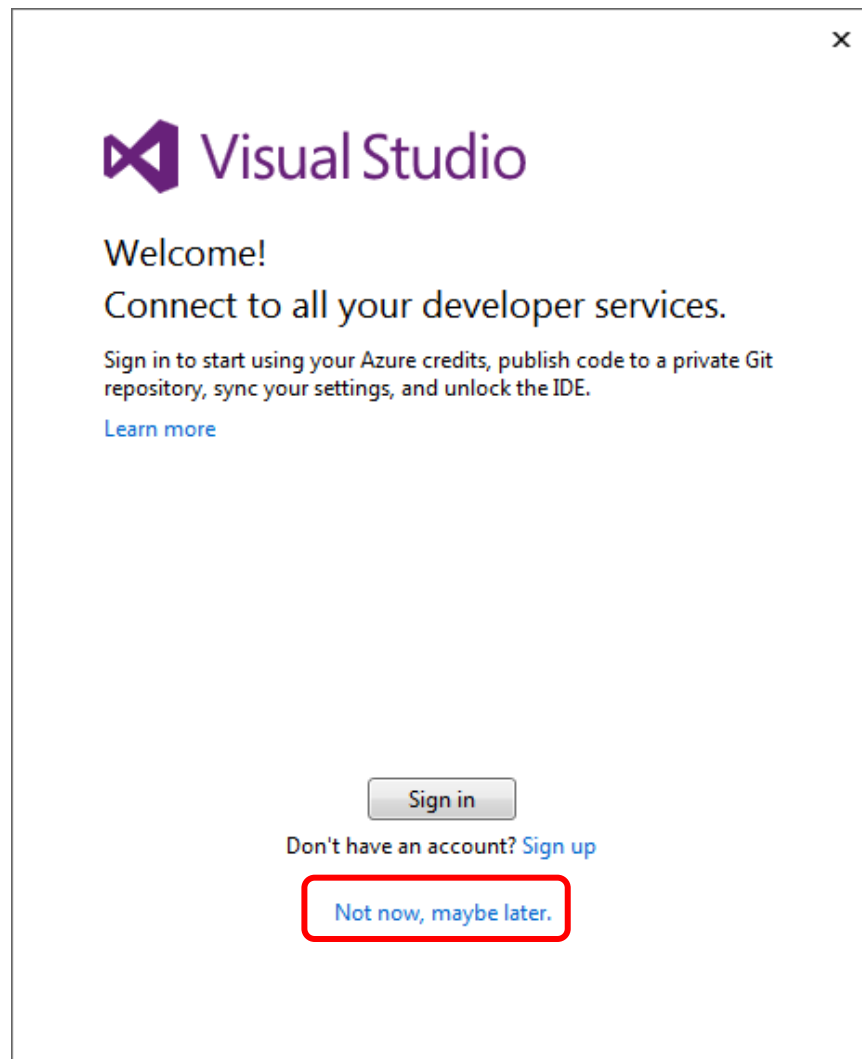 Visual Studio
Welcome!
Connect to all your developer services.
Sign in to start using your Azure credits, publish code to a private Git
repository, sync your settings, and unlock the IDE.
Learn more
Sign in
Don't have an account? Sign up
Not now, maybe later.